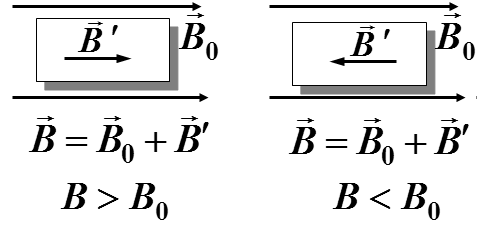 B⃗′ B⃗₀
B⃗ = B⃗₀ + B⃗′
B > B₀
B⃗′ B⃗₀
B⃗ = B⃗₀ + B⃗′
B < B₀